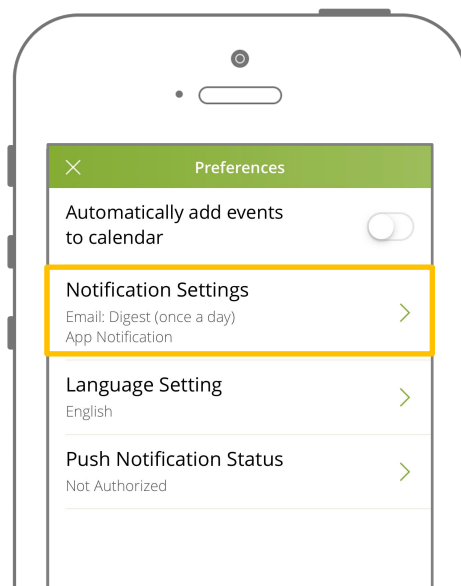 Preferences
Automatically add events
to calendar
Notification Settings
Email: Digest (once a day)
App Notification
Language Setting
English
Push Notification Status
Not Authorized